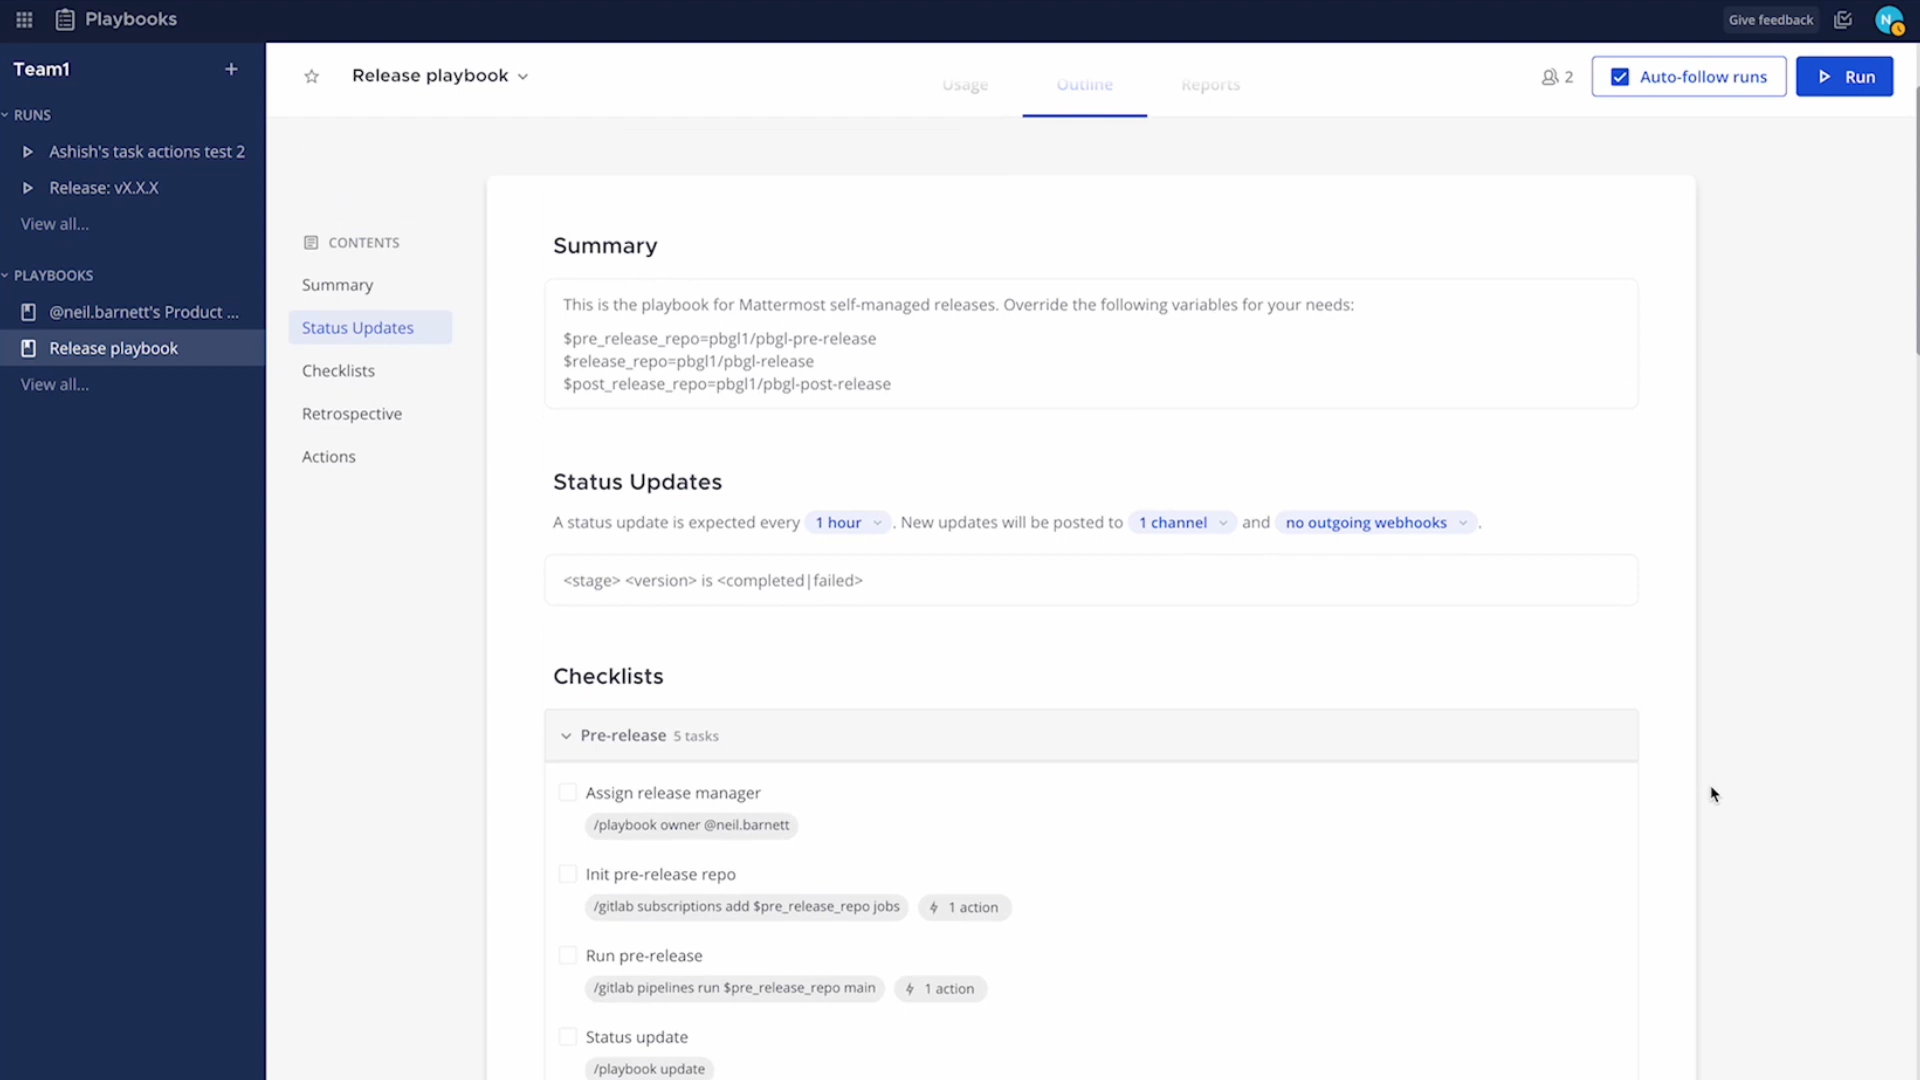 Playbooks
Give feedback
N
Team1
+
RUNS
Ashish's task actions test 2
Release: vX.X.X
View all...
PLAYBOOKS
@neil.barnett's Product ...
Release playbook
View all...
Release playbook
Usage
Outline
Reports
2
Auto-follow runs
Run
CONTENTS
Summary
Status Updates
Checklists
Retrospective
Actions
Summary
This is the playbook for Mattermost self-managed releases. Override the following variables for your needs:
$pre_release_repo=pbgl1/pbgl-pre-release
$release_repo=pbgl1/pbgl-release
$post_release_repo=pbgl1/pbgl-post-release
Status Updates
A status update is expected every 1 hour . New updates will be posted to 1 channel and no outgoing webhooks .
<stage> <version> is <completed|failed>
Checklists
Pre-release 5 tasks
Assign release manager
/playbook owner @neil.barnett
Init pre-release repo
/gitlab subscriptions add $pre_release_repo jobs 1 action
Run pre-release
/gitlab pipelines run $pre_release_repo main 1 action
Status update
/playbook update